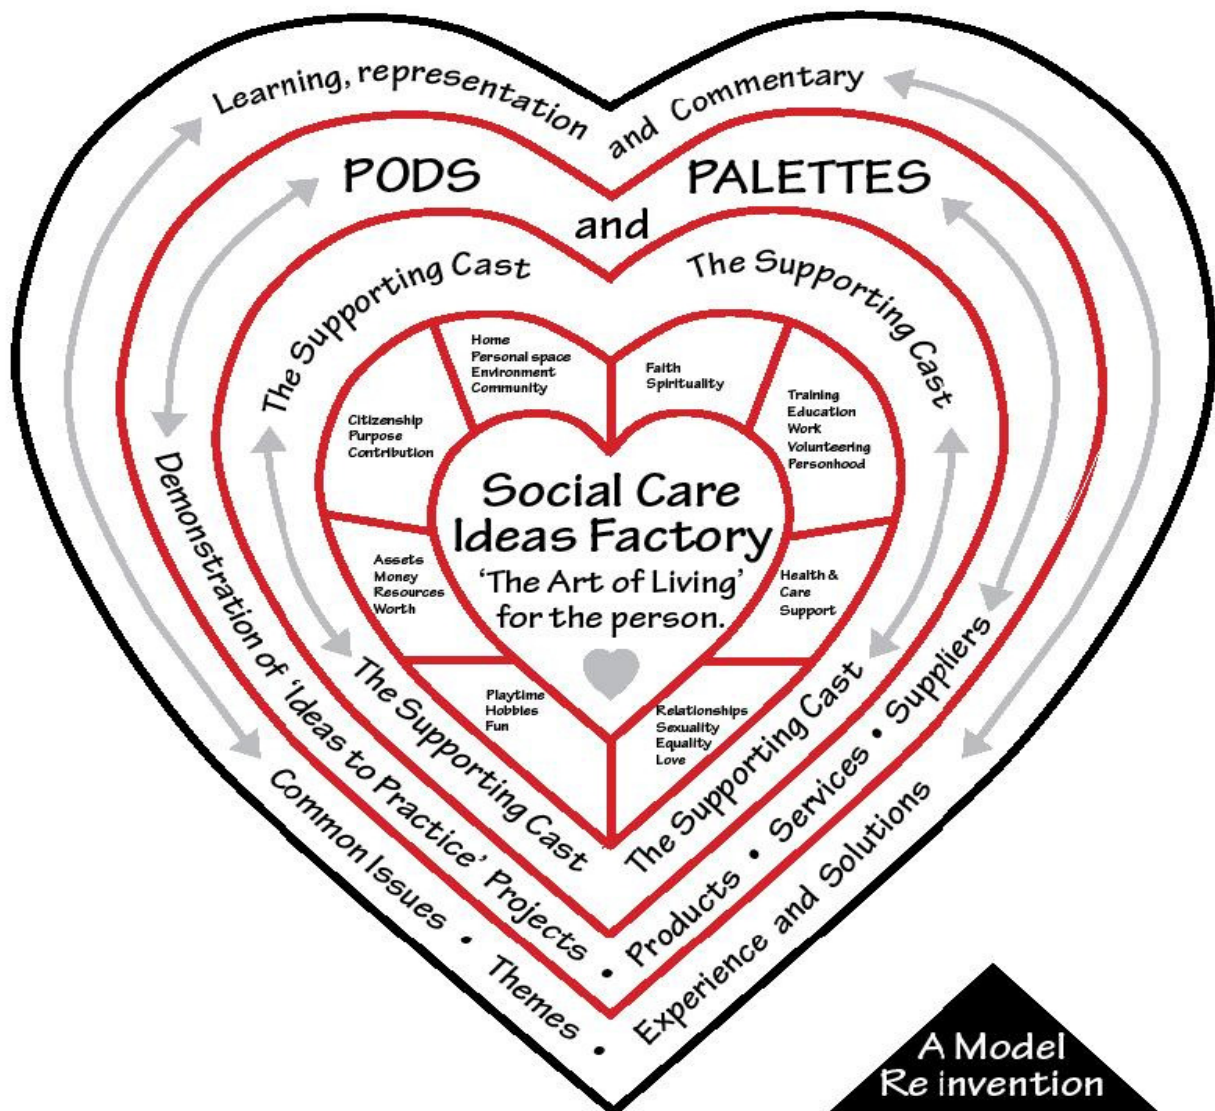 Learning, representation and Commentary
PODS
PALETTES
and
The Supporting Cast
The Supporting Cast
Home
Personal space
Environment
Community
Faith
Spirituality
Training
Education
Work
Volunteering
Personhood
Citizenship
Purpose
Contribution
Social Care
Ideas Factory
'The Art of Living'
for the person.
Assets
Money
Resources
Worth
Health &
Care
Support
Playtime
Hobbies
Fun
Relationships
Sexuality
Equality
Love
The Supporting Cast
The Supporting Cast
Demonstration of 'Ideas to Practice' Projects • Products • Services • Suppliers
Common Issues • Themes • Experience and Solutions
A Model
Re invention